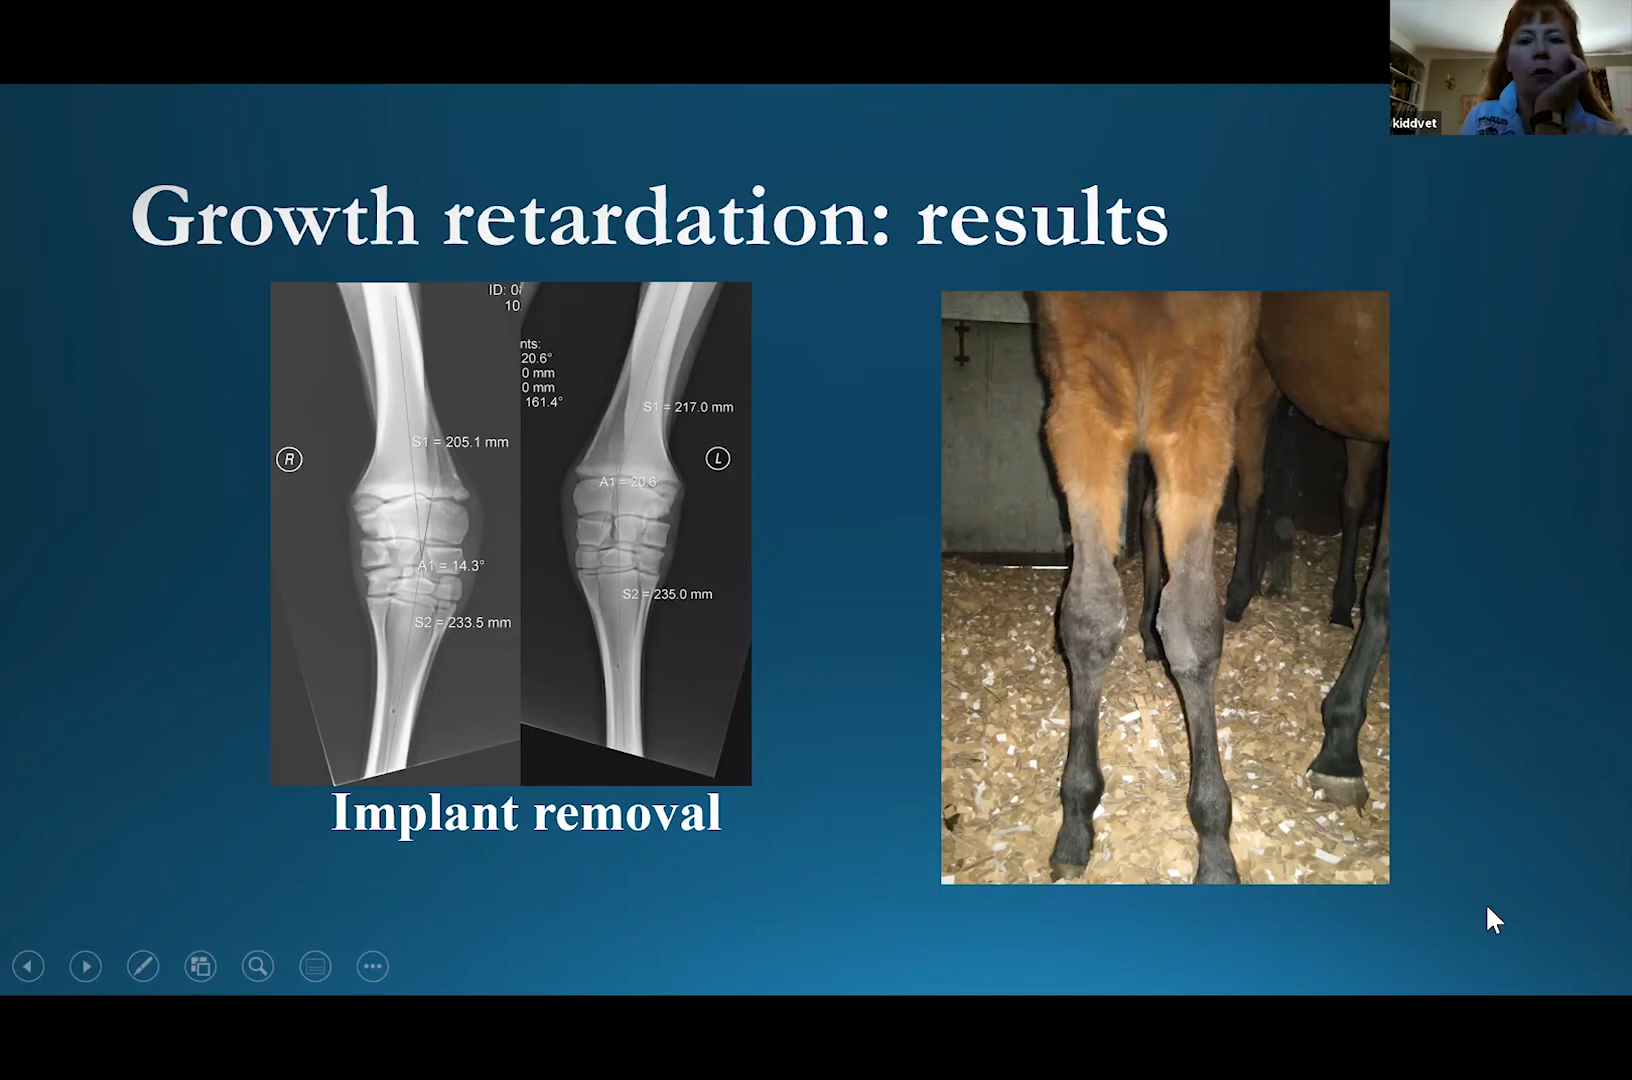 kiddvet
Growth retardation: results
ID: 0
10
nts:
20.6°
0 mm
0 mm
161.4°
S1 = 217.0 mm
S1 = 205.1 mm
R
L
A1 = 20.6°
A1 = 14.3°
S2 = 235.0 mm
S2 = 233.5 mm
Implant removal